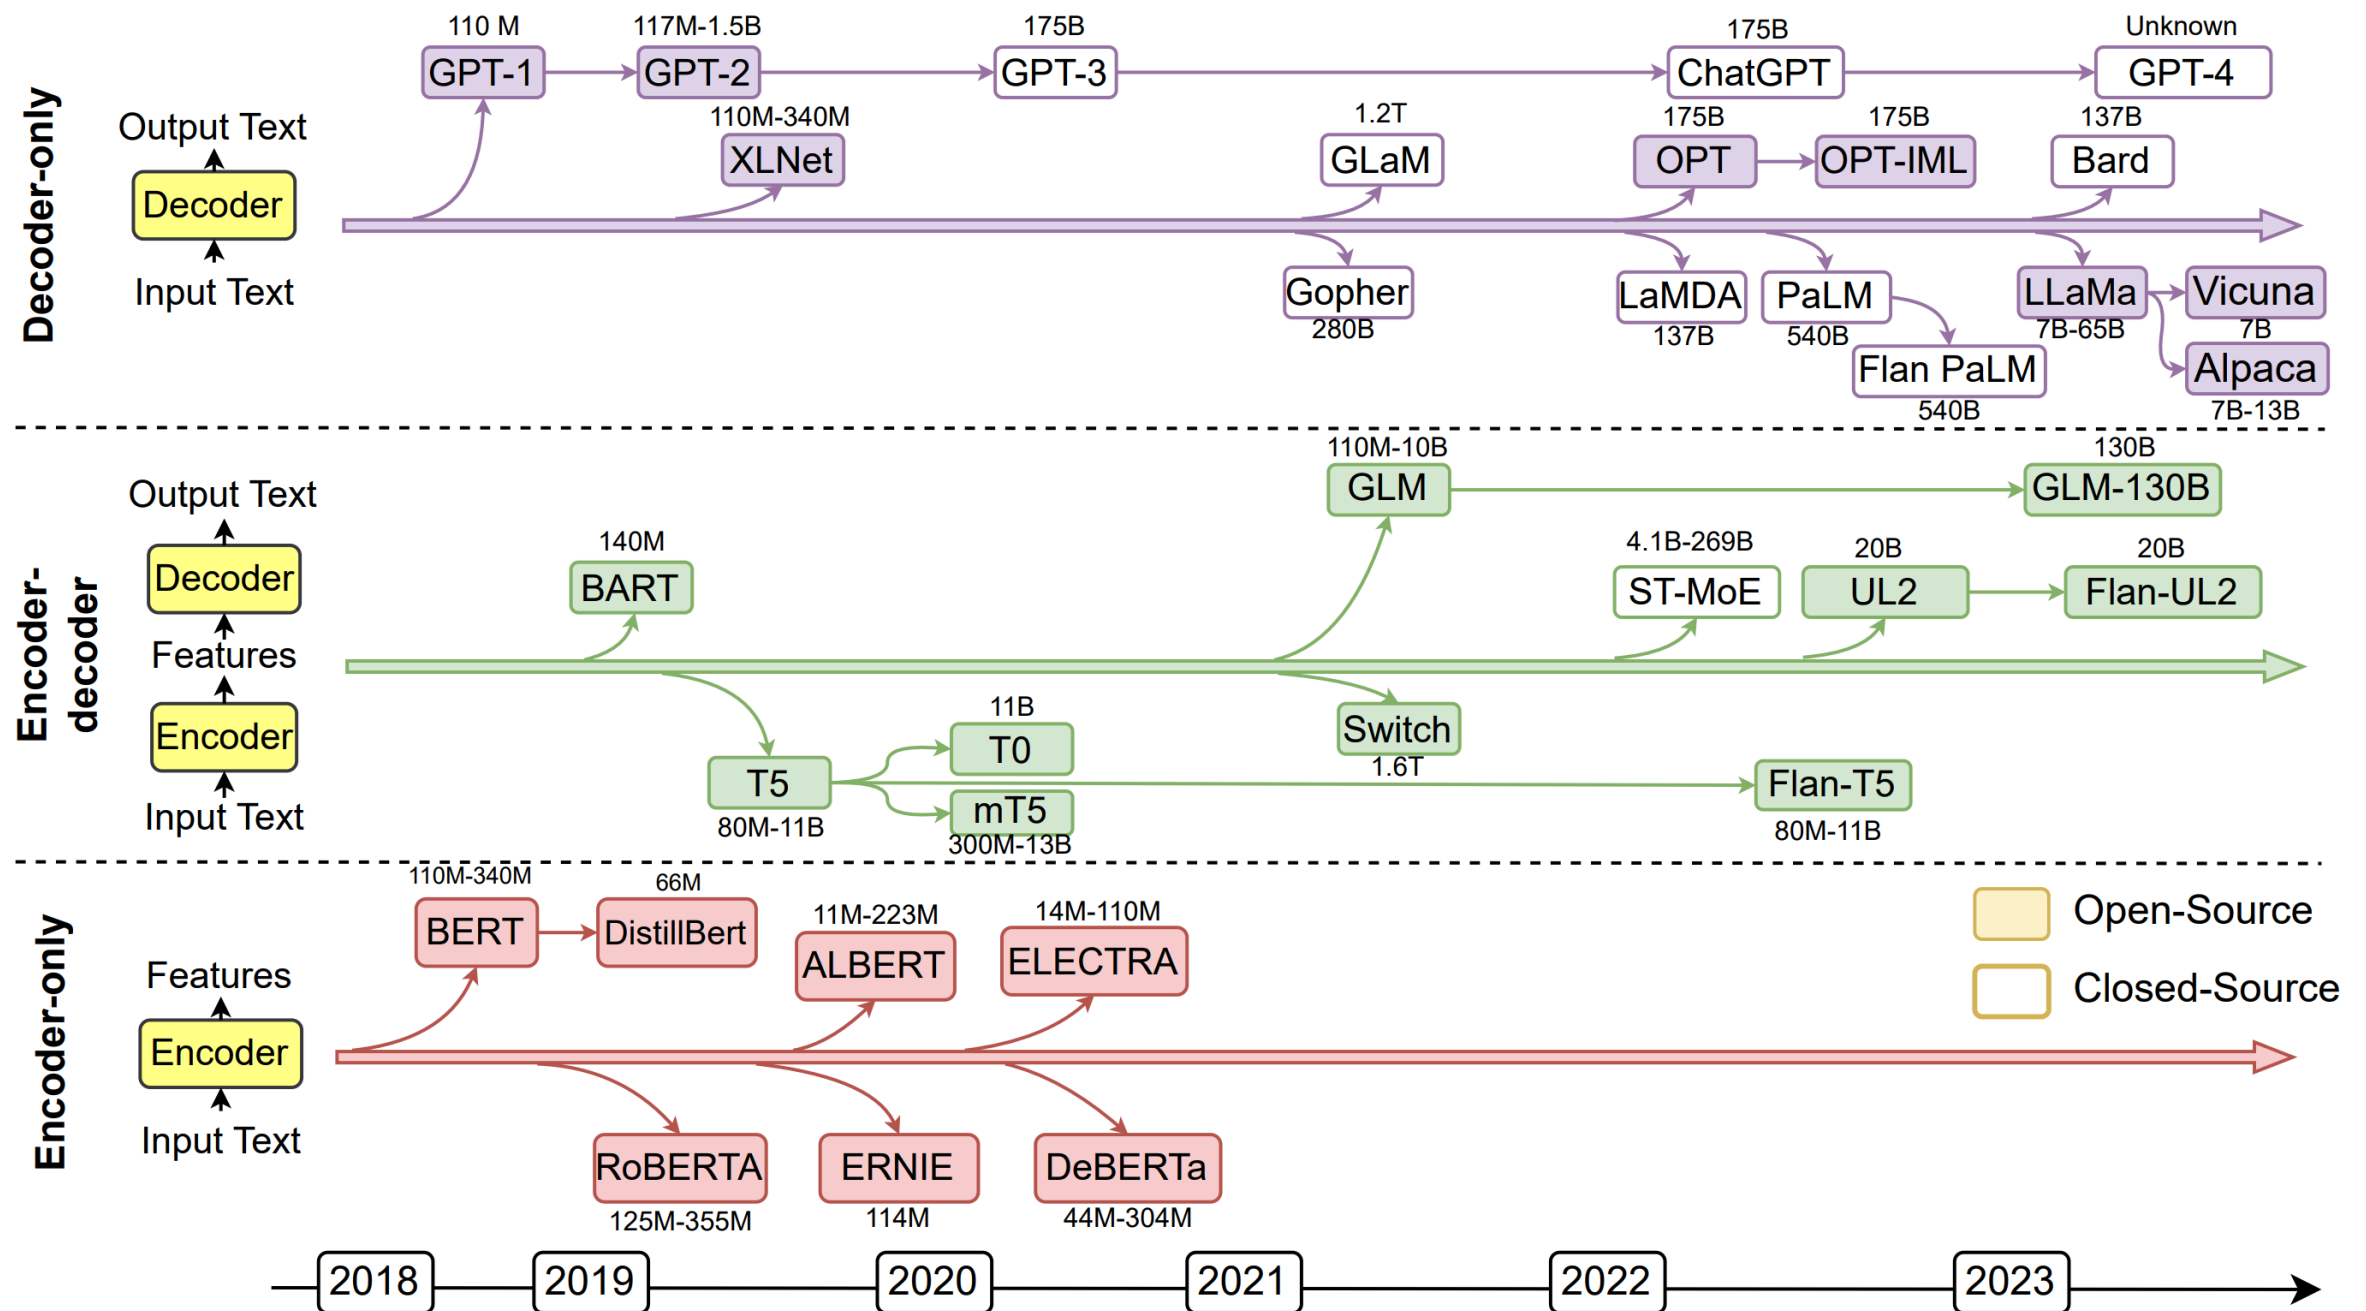 Decoder-only
Output Text
Decoder
Input Text
110 M
GPT-1
117M-1.5B
GPT-2
175B
GPT-3
175B
ChatGPT
Unknown
GPT-4
110M-340M
XLNet
1.2T
GLaM
175B
OPT
175B
OPT-IML
137B
Bard
Gopher
280B
LaMDA
137B
PaLM
540B
Flan PaLM
540B
LLaMa
7B-65B
Vicuna
7B
Alpaca
7B-13B
Encoder-
decoder
Output Text
Decoder
Features
Encoder
Input Text
110M-10B
GLM
130B
GLM-130B
140M
BART
4.1B-269B
ST-MoE
20B
UL2
20B
Flan-UL2
T5
80M-11B
11B
T0
mT5
300M-13B
Switch
1.6T
Flan-T5
80M-11B
Encoder-only
Features
Encoder
Input Text
110M-340M
BERT
66M
DistillBert
11M-223M
ALBERT
14M-110M
ELECTRA
RoBERTA
125M-355M
ERNIE
114M
DeBERTa
44M-304M
Open-Source
Closed-Source
2018
2019
2020
2021
2022
2023